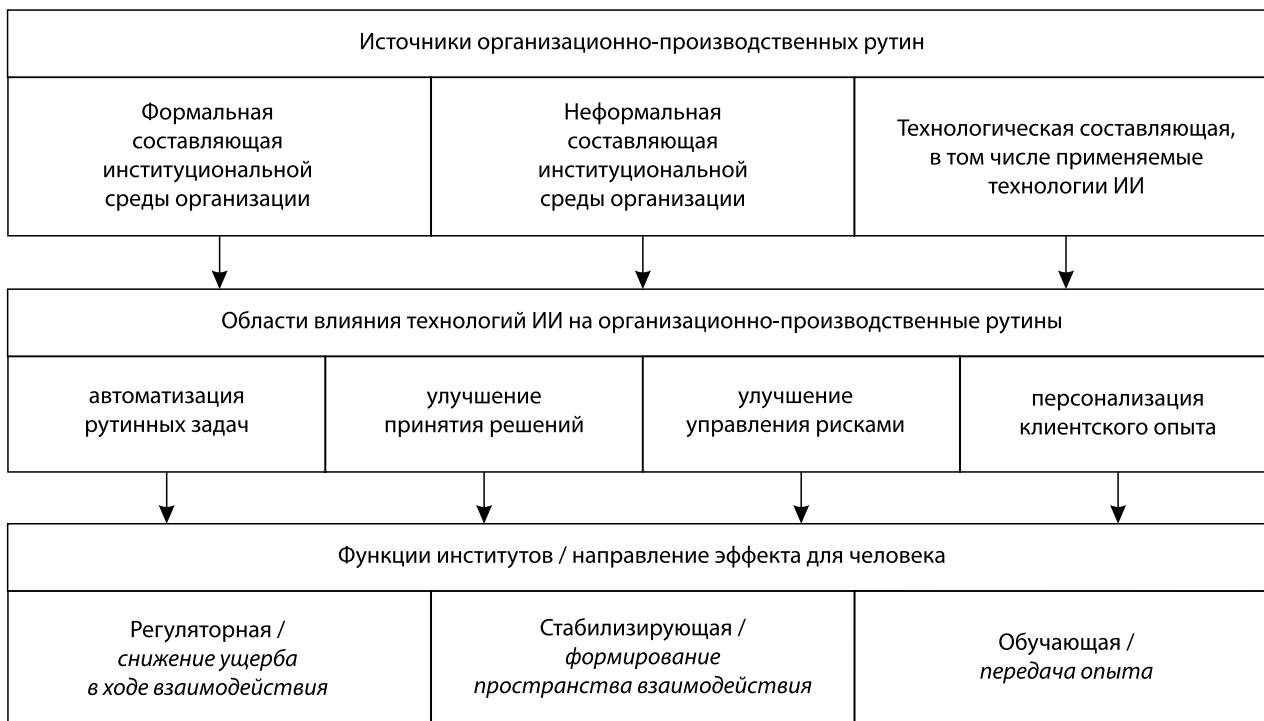 Источники организационно-производственных рутин
Формальная
составляющая
институциональной
среды организации
Неформальная
составляющая
институциональной
среды организации
Технологическая составляющая,
в том числе применяемые
технологии ИИ
Области влияния технологий ИИ на организационно-производственные рутины
автоматизация
рутинных задач
улучшение
принятия решений
улучшение
управления рисками
персонализация
клиентского опыта
Функции институтов / направление эффекта для человека
Регуляторная /
снижение ущерба
в ходе взаимодействия
Стабилизирующая /
формирование
пространства взаимодействия
Обучающая /
передача опыта